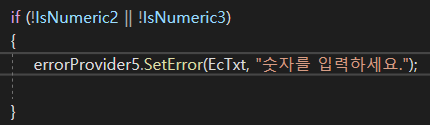 if (!IsNumeric2 || !IsNumeric3)
{
errorProvider5.SetError(EcTxt, "숫자를 입력하세요.");
}